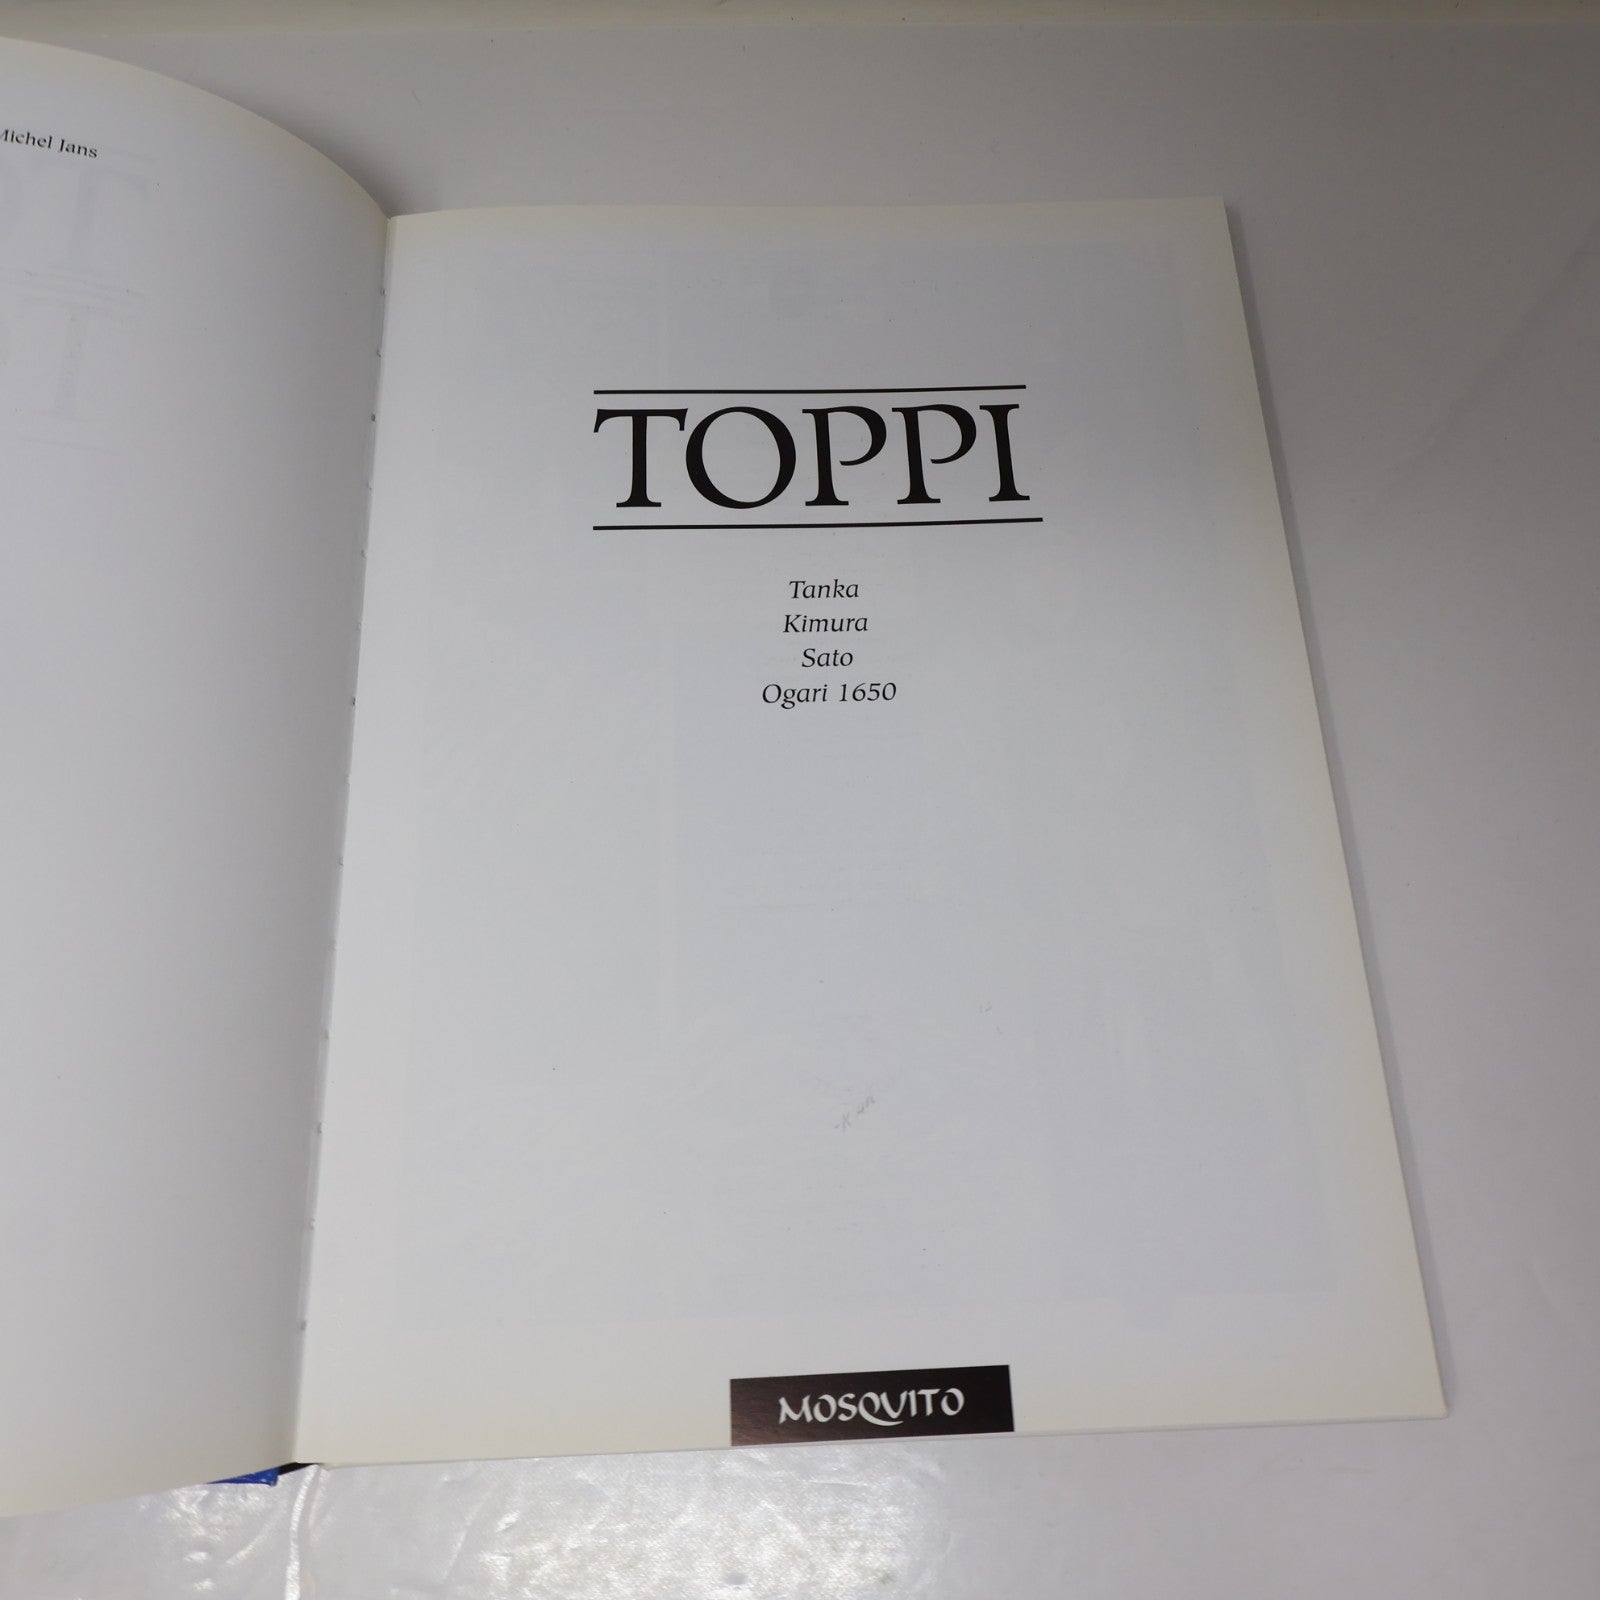 Michel Jans
TOPPI
Tanka
Kimura
Sato
Ogari 1650
MOSQUITO